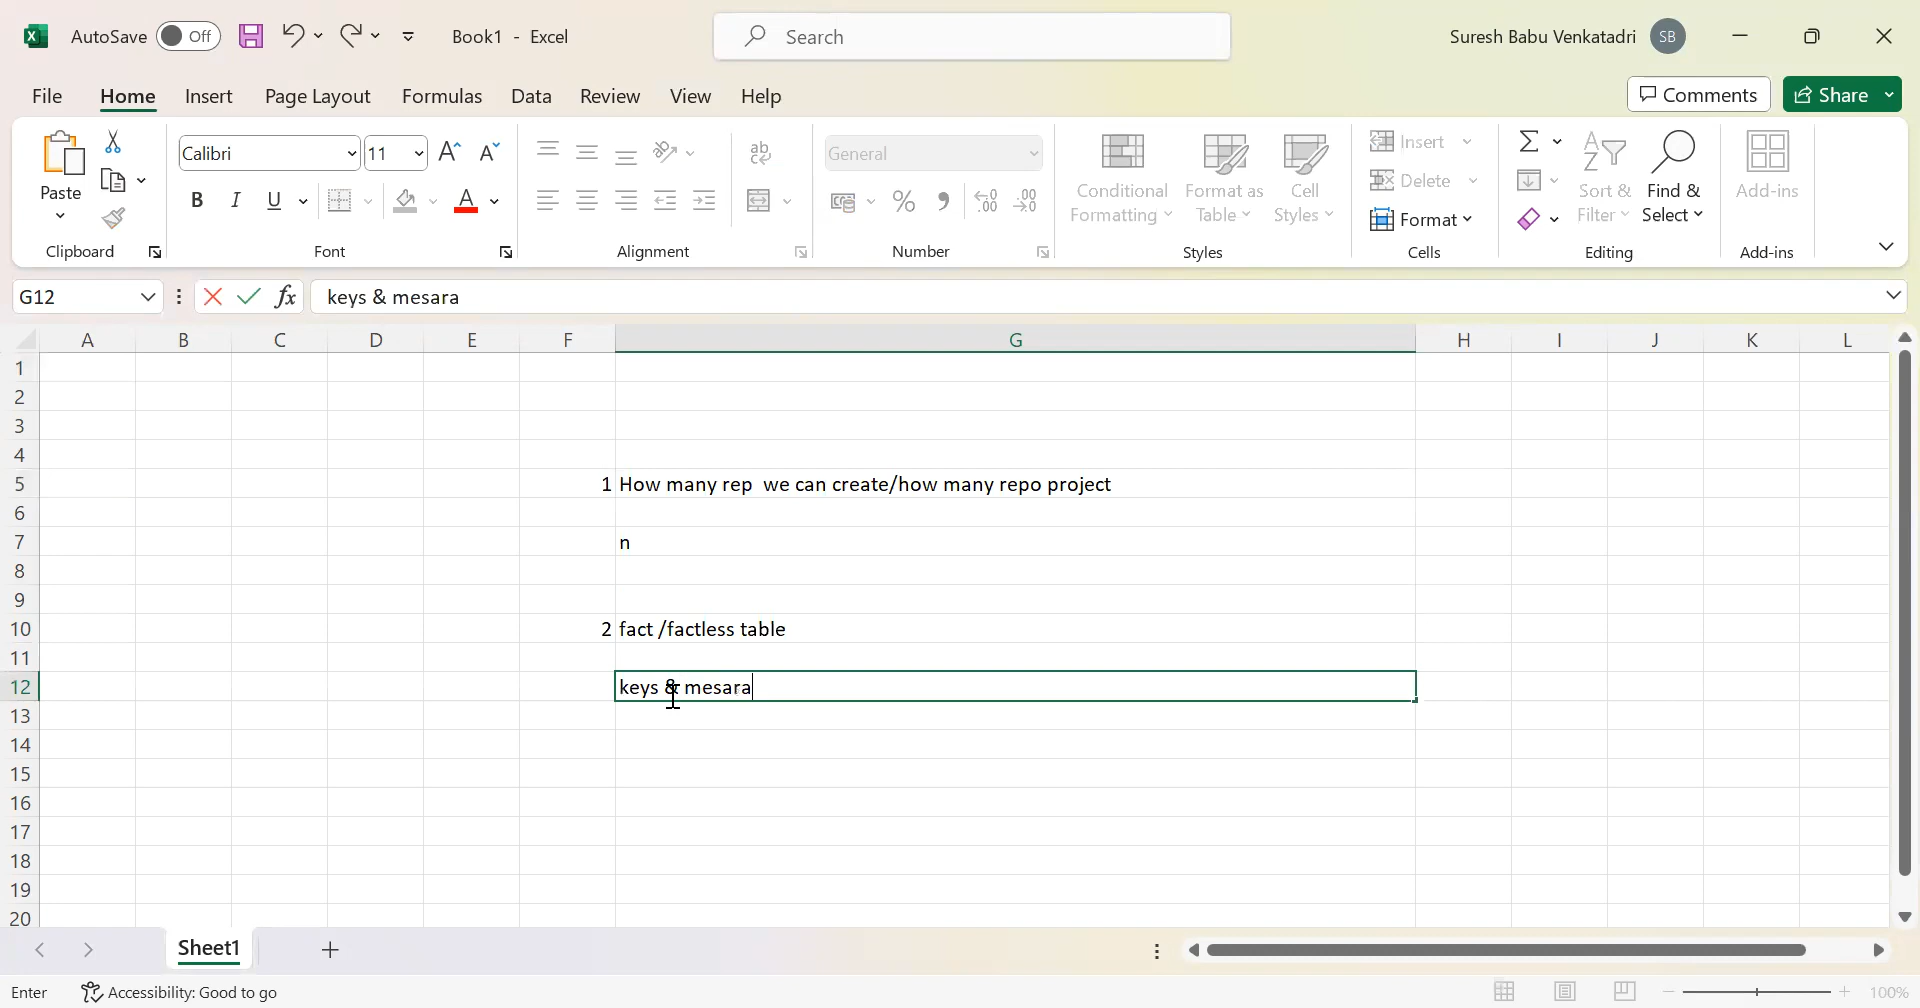 AutoSave Off Book1 - Excel Search Suresh Babu Venkatadri SB
File Home Insert Page Layout Formulas Data Review View Help Comments Share
Paste Calibri 11 B I U A General Conditional Formatting Format as Table Cell Styles Insert Delete Format Sort & Filter Find & Select Add-ins
Clipboard Font Alignment Number Styles Cells Editing Add-ins
G12 fx keys & mesara
A B C D E F G H I J K L
1
2
3
4
5 1 How many rep  we can create/how many repo project
6
7 n
8
9
10 2 fact /factless table
11
12 keys & mesara
13
14
15
16
17
18
19
20
Sheet1
Enter Accessibility: Good to go 100%